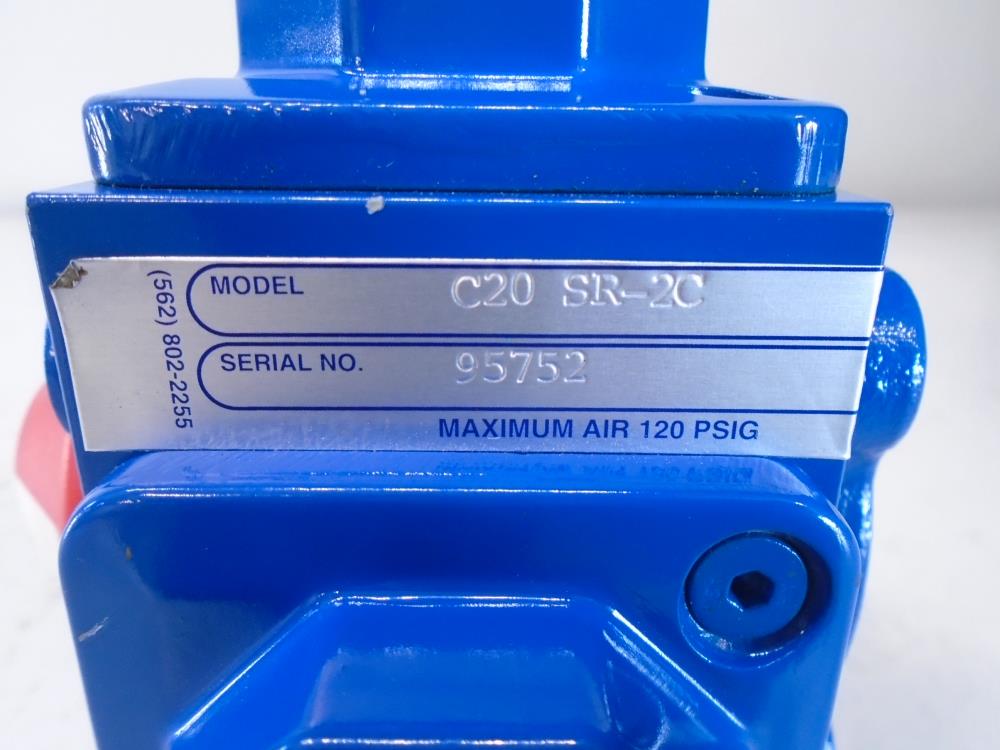 (562) 802-2255
MODEL C20 SR-2C
SERIAL NO. 95752
MAXIMUM AIR 120 PSIG